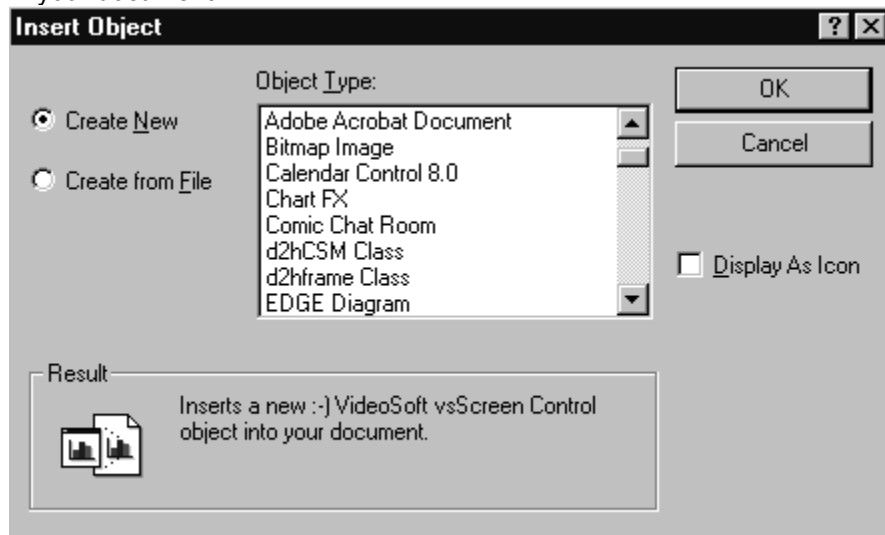 Insert Object
Object Type:
Create New
Create from File
Adobe Acrobat Document
Bitmap Image
Calendar Control 8.0
Chart FX
Comic Chat Room
d2hCSM Class
d2hframe Class
EDGE Diagram
OK
Cancel
Display As Icon
Result
Inserts a new :-) VideoSoft vsScreen Control
object into your document.